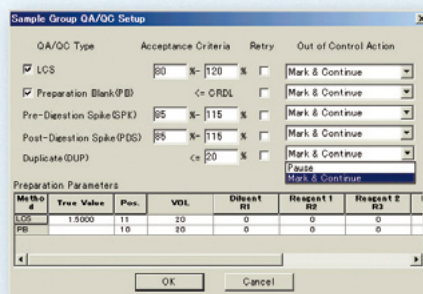 Sample Group QA/QC Setup
QA/QC Type Acceptance Criteria Retry Out of Control Action
LCS 80 %- 120 % Mark & Continue
Preparation Blank(PB) <= CRDL Mark & Continue
Pre-Digestion Spike(SPK) 85 %- 115 % Mark & Continue
Post-Digestion Spike(PDS) 85 %- 115 % Mark & Continue
Duplicate(DUP) <= 20 % Mark & Continue
Pause
Mark & Continue
Preparation Parameters
Method True Value Pos. VOL Diluent R1 Reagent 1 R2 Reagent 2 R3
LCS 1.5000 11 20 0 0 0
PB 10 20 0 0 0
OK Cancel